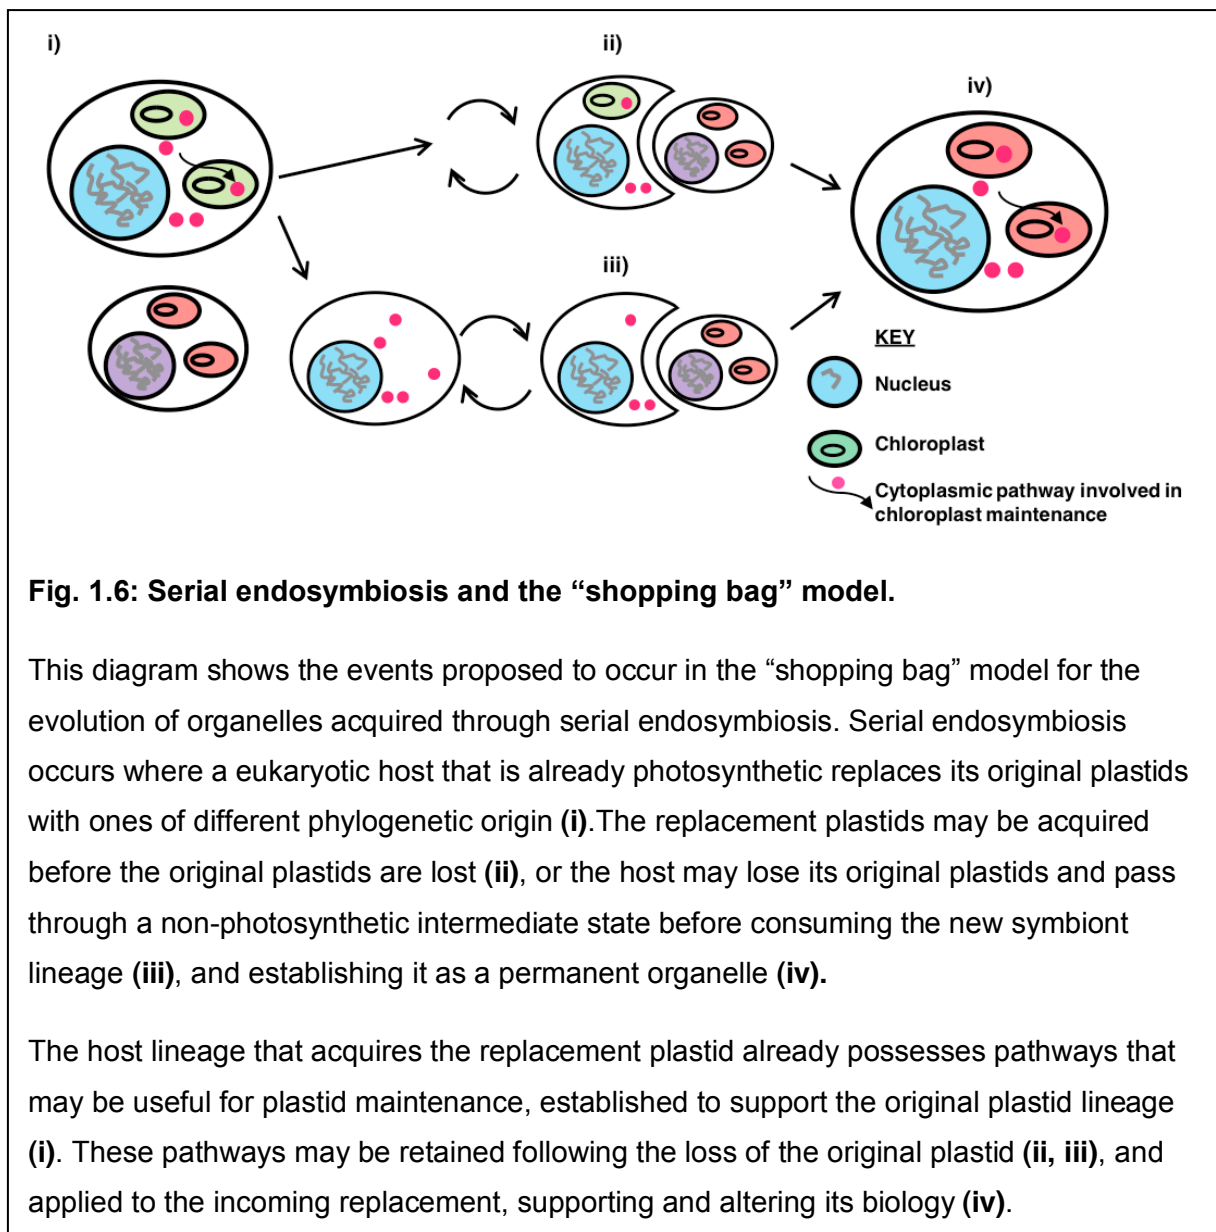 i)
ii)
iv)
iii)
KEY
Nucleus
Chloroplast
Cytoplasmic pathway involved in
chloroplast maintenance
Fig. 1.6: Serial endosymbiosis and the “shopping bag” model.
This diagram shows the events proposed to occur in the “shopping bag” model for the
evolution of organelles acquired through serial endosymbiosis. Serial endosymbiosis
occurs where a eukaryotic host that is already photosynthetic replaces its original plastids
with ones of different phylogenetic origin (i).The replacement plastids may be acquired
before the original plastids are lost (ii), or the host may lose its original plastids and pass
through a non-photosynthetic intermediate state before consuming the new symbiont
lineage (iii), and establishing it as a permanent organelle (iv).
The host lineage that acquires the replacement plastid already possesses pathways that
may be useful for plastid maintenance, established to support the original plastid lineage
(i). These pathways may be retained following the loss of the original plastid (ii, iii), and
applied to the incoming replacement, supporting and altering its biology (iv).